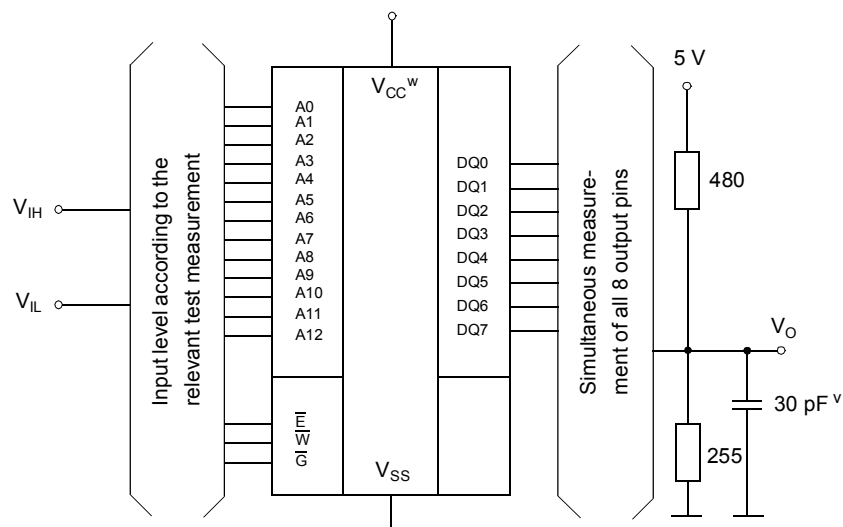 V_IH
V_IL
Input level according to the
relevant test measurement
A0
A1
A2
A3
A4
A5
A6
A7
A8
A9
A10
A11
A12
E̅
W̅
G̅
V_CC^w
V_SS
DQ0
DQ1
DQ2
DQ3
DQ4
DQ5
DQ6
DQ7
Simultaneous measure-
ment of all 8 output pins
5 V
480
V_O
30 pF ^v
255